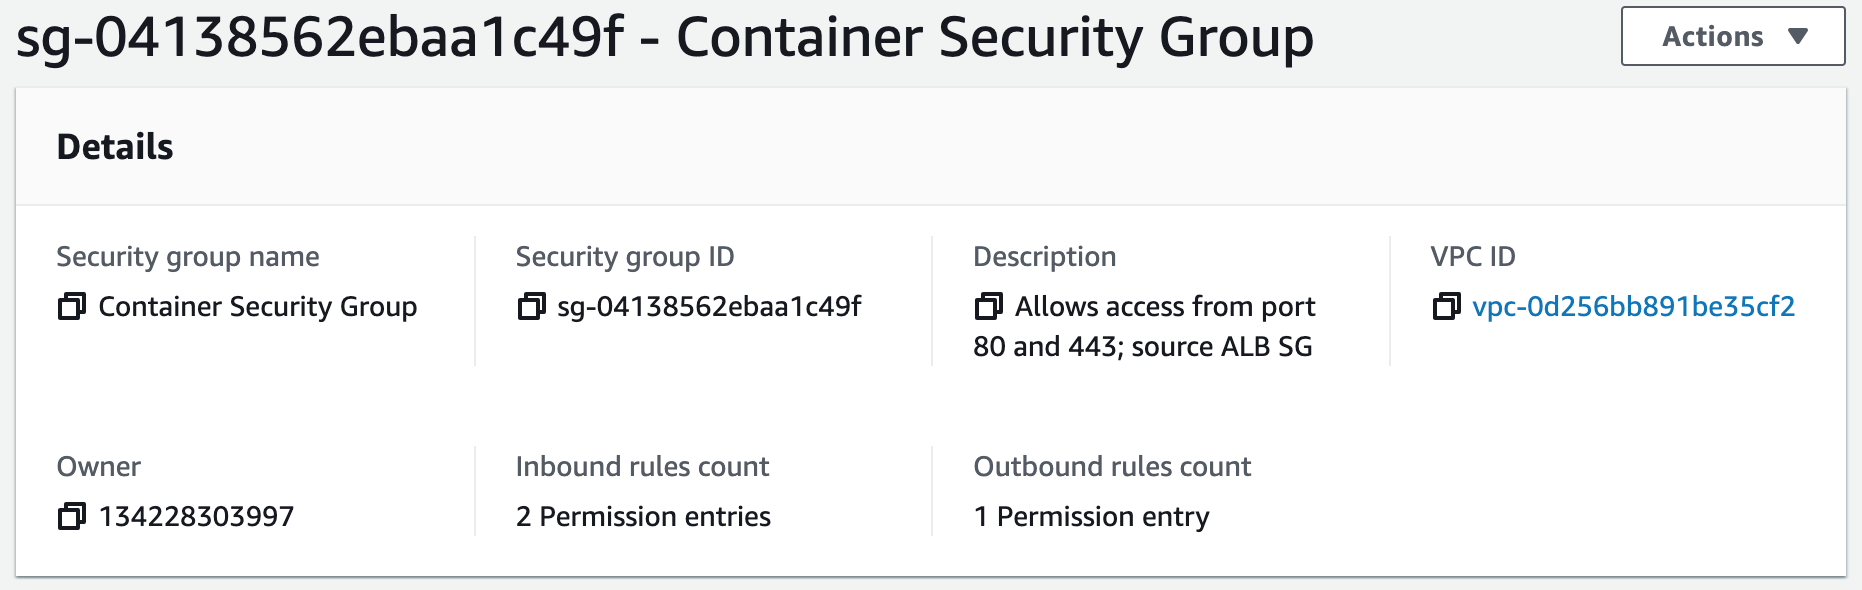 sg-04138562ebaa1c49f - Container Security Group
Actions
Details
Security group name
Container Security Group
Security group ID
sg-04138562ebaa1c49f
Description
Allows access from port
80 and 443; source ALB SG
VPC ID
vpc-0d256bb891be35cf2
Owner
134228303997
Inbound rules count
2 Permission entries
Outbound rules count
1 Permission entry